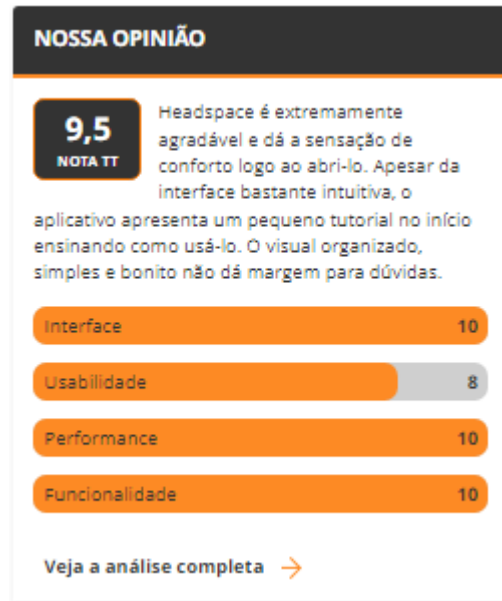 NOSSA OPINIÃO
9,5
NOTA TT
Headspace é extremamente
agradável e dá a sensação de
conforto logo ao abri-lo. Apesar da
interface bastante intuitiva, o
aplicativo apresenta um pequeno tutorial no início
ensinando como usá-lo. O visual organizado,
simples e bonito não dá margem para dúvidas.
Interface 10
Usabilidade 8
Performance 10
Funcionalidade 10
Veja a análise completa →